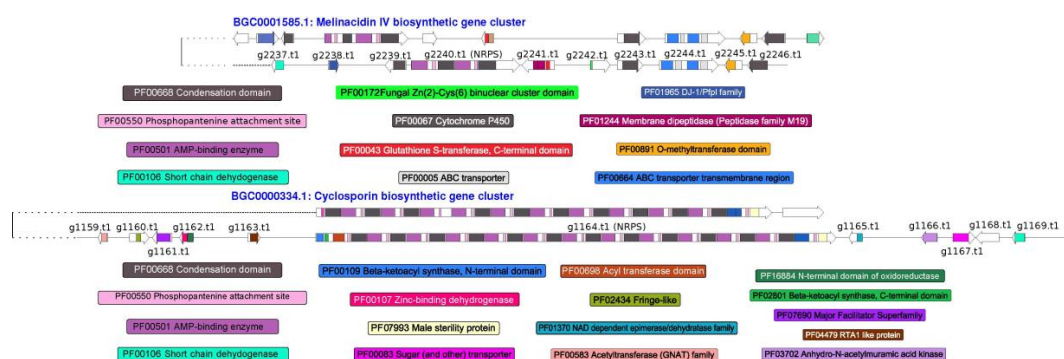 BGC0001585.1: Melinacidin IV biosynthetic gene cluster
g2237.t1 g2238.t1 g2239.t1 g2240.t1 (NRPS) g2241.t1 g2242.t1 g2243.t1 g2244.t1 g2245.t1 g2246.t1
PF00668 Condensation domain PF00172Fungal Zn(2)-Cys(6) binuclear cluster domain PF01965 DJ-1/PfpI family
PF00550 Phosphopantenine attachment site PF00067 Cytochrome P450 PF01244 Membrane dipeptidase (Peptidase family M19)
PF00501 AMP-binding enzyme PF00043 Glutathione S-transferase, C-terminal domain PF00891 O-methyltransferase domain
PF00106 Short chain dehydogenase PF00005 ABC transporter PF00664 ABC transporter transmembrane region
BGC0000334.1: Cyclosporin biosynthetic gene cluster
g1159.t1 g1160.t1 g1162.t1 g1163.t1 g1164.t1 (NRPS) g1165.t1 g1166.t1 g1168.t1 g1169.t1
g1161.t1 g1167.t1
PF00668 Condensation domain PF00109 Beta-ketoacyl synthase, N-terminal domain PF00698 Acyl transferase domain PF16884 N-terminal domain of oxidoreductase
PF00550 Phosphopantenine attachment site PF00107 Zinc-binding dehydrogenase PF02434 Fringe-like PF02801 Beta-ketoacyl synthase, C-terminal domain
PF07690 Major Facilitator Superfamily
PF00501 AMP-binding enzyme PF07993 Male sterility protein PF01370 NAD dependent epimerase/dehydratase family PF04479 RTA1 like protein
PF00106 Short chain dehydogenase PF00083 Sugar (and other) transporter PF00583 Acetyltransferase (GNAT) family PF03702 Anhydro-N-acetylmuramic acid kinase